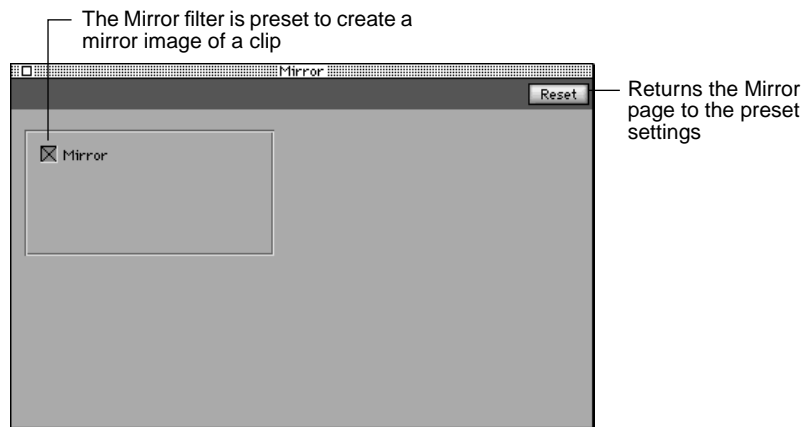 The Mirror filter is preset to create a
mirror image of a clip
Mirror
Reset
Returns the Mirror
page to the preset
settings
Mirror